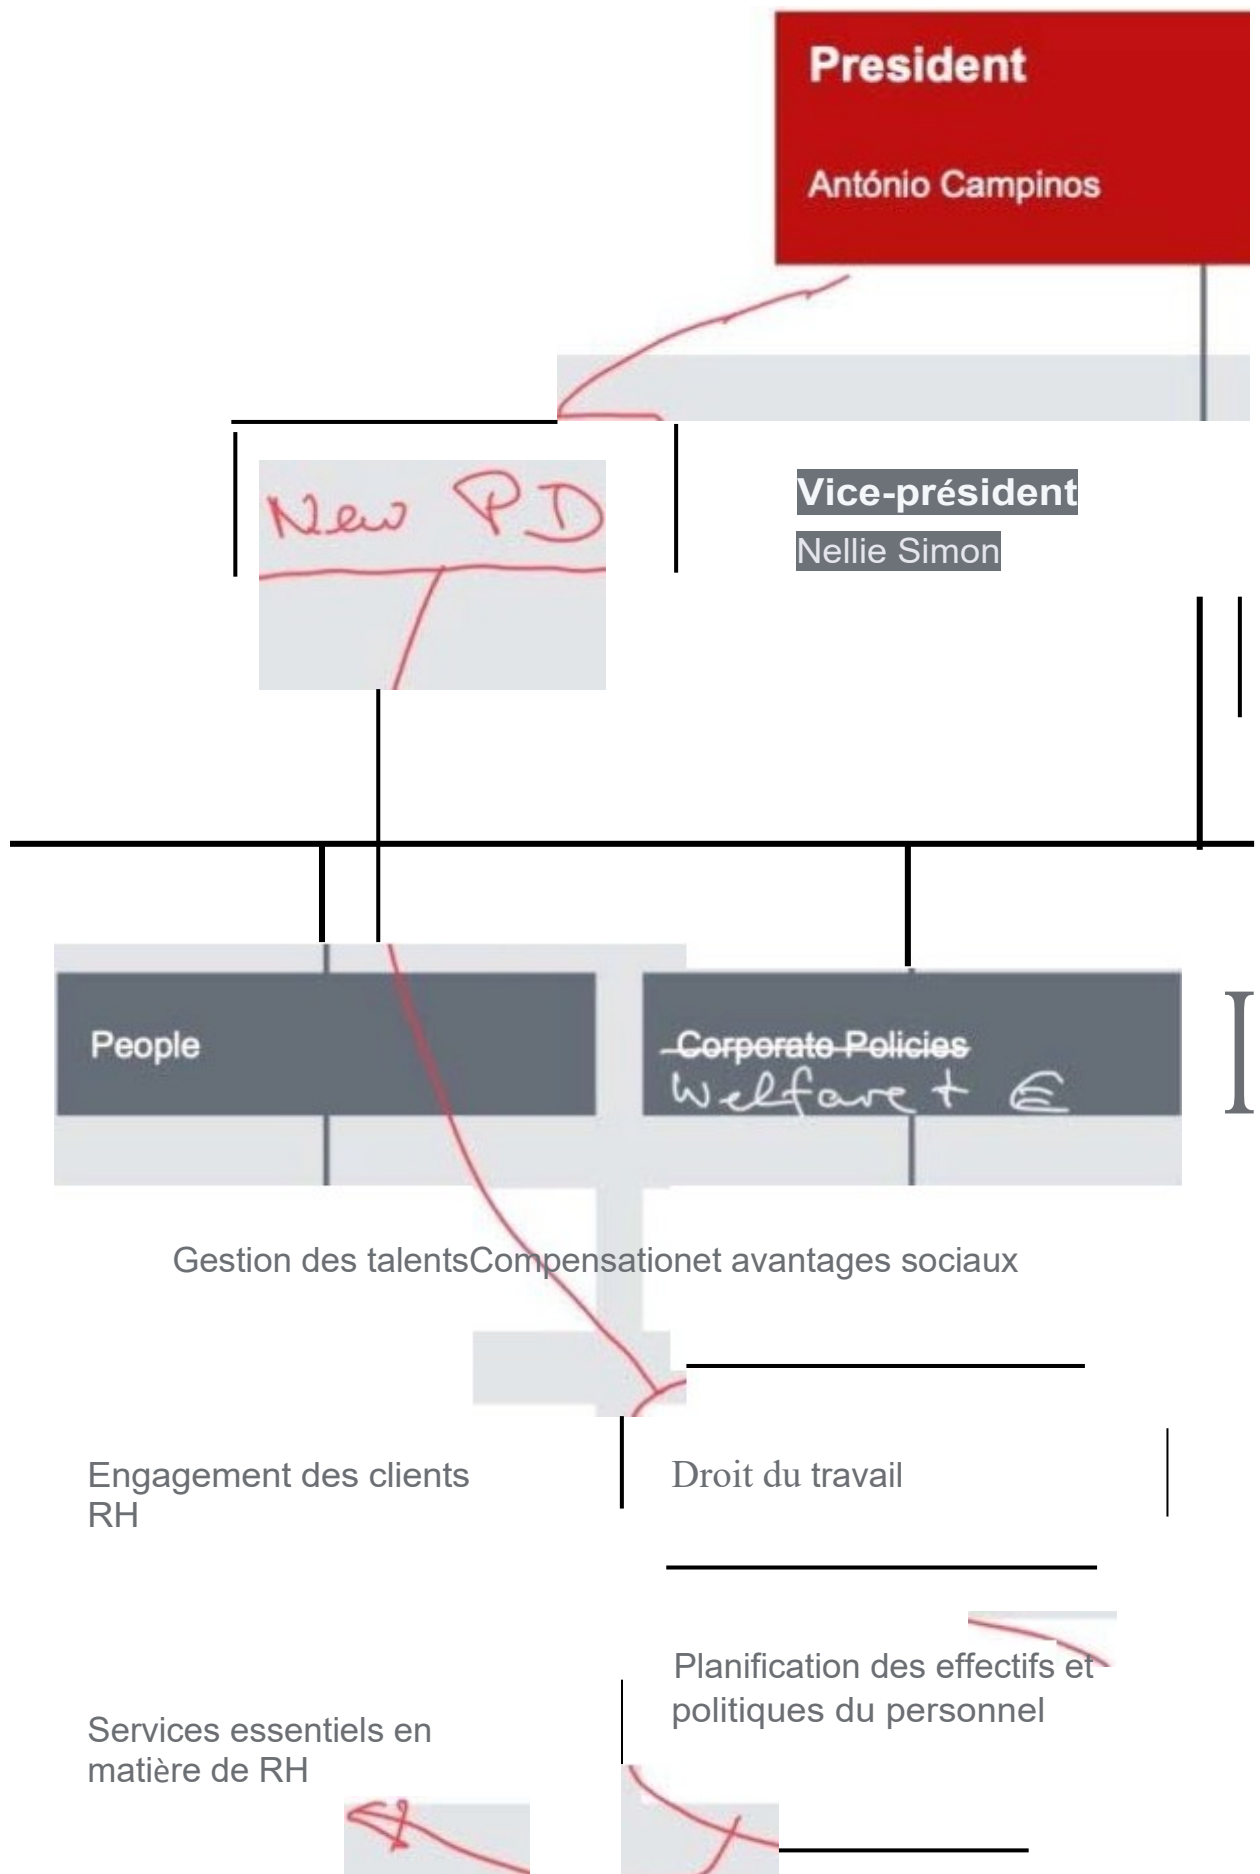 President
António Campinos
New PD
Vice-président
Nellie Simon
People
Corporate Policies
Welfare + €
Gestion des talentsCompensationet avantages sociaux
Engagement des clients
RH
Droit du travail
Planification des effectifs et
politiques du personnel
Services essentiels en
matière de RH